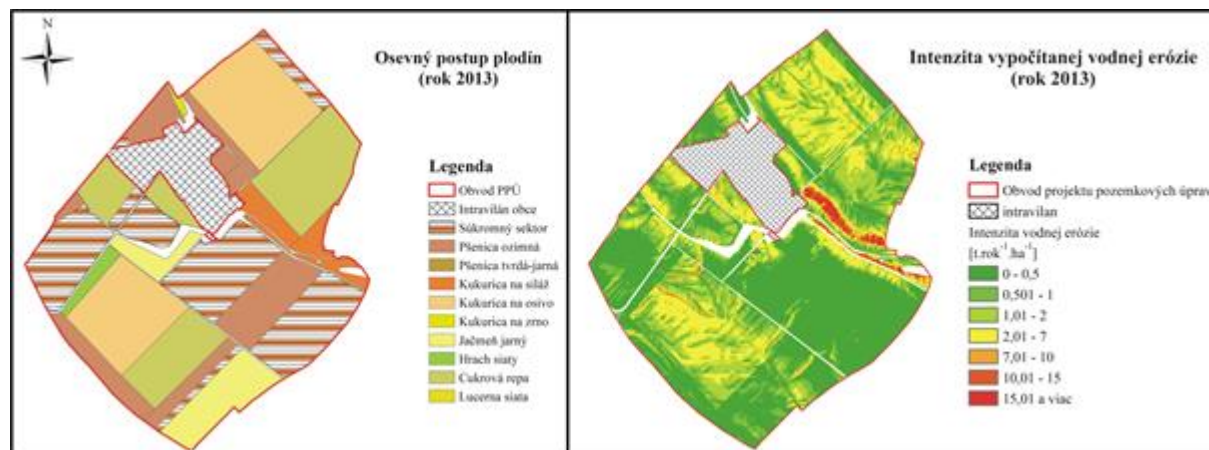 N
Osevný postup plodín
(rok 2013)
Legenda
Obvod PPÚ
Intravilán obce
Súkromný sektor
Pšenica ozimná
Pšenica tvrdá-jarná
Kukurica na siláž
Kukurica na osivo
Kukurica na zrno
Jačmeň jarný
Hrach siaty
Cukrová repa
Lucerna siata
Intenzita vypočítanej vodnej erózie
(rok 2013)
Legenda
Obvod projektu pozemkových úprav
intravilan
Intenzita vodnej erózie
[t.rok⁻¹.ha⁻¹]
0 - 0,5
0,501 - 1
1,01 - 2
2,01 - 7
7,01 - 10
10,01 - 15
15,01 a viac